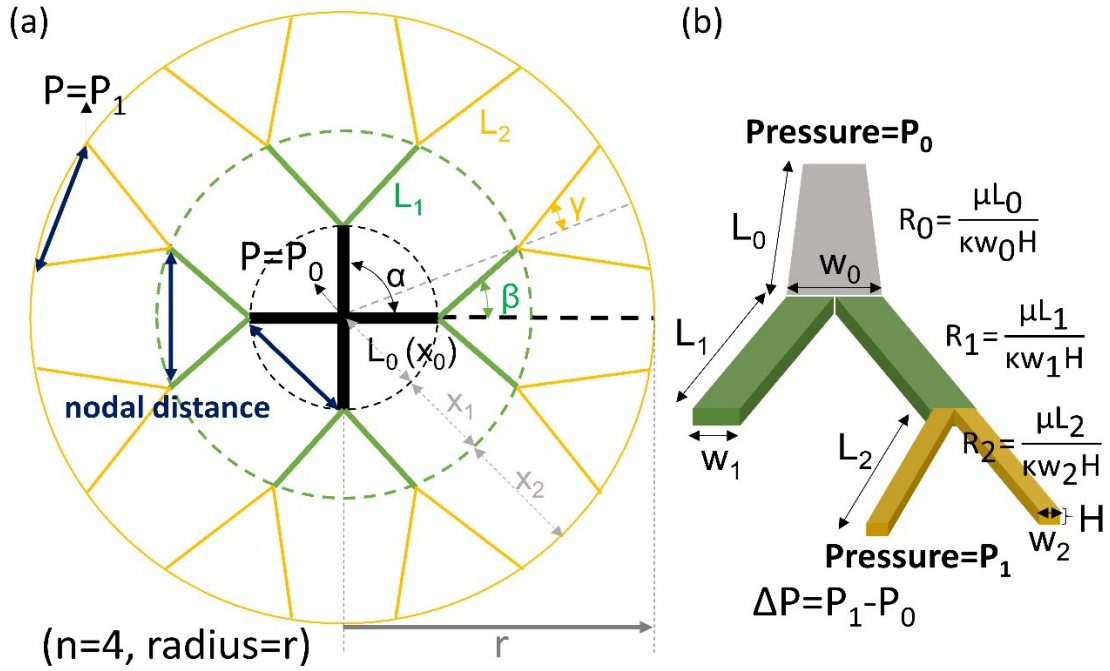 (a)
P=P₁
L₂
L₁
γ
P=P₀
α
β
L₀ (x₀)
nodal distance
x₁
x₂
r
(n=4, radius=r)
(b)
Pressure=P₀
L₀
w₀
R₀= μL₀ / κw₀H
L₁
w₁
R₁= μL₁ / κw₁H
L₂
R₂= μL₂ / κw₂H
w₂
H
Pressure=P₁
ΔP=P₁-P₀